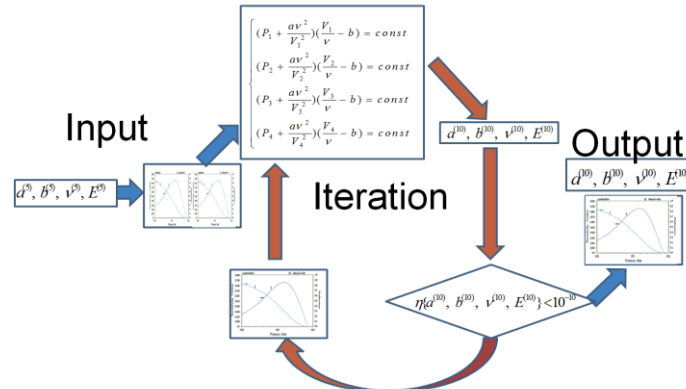 (P₁ + aν²/V₁²)(V₁/ν − b) = const
(P₂ + aν²/V₂²)(V₂/ν − b) = const
(P₃ + aν²/V₃²)(V₃/ν − b) = const
(P₄ + aν²/V₄²)(V₄/ν − b) = const
Input
a⁽⁵⁾, b⁽⁵⁾, ν⁽⁵⁾, E⁽⁵⁾
a⁽¹⁰⁾, b⁽¹⁰⁾, ν⁽¹⁰⁾, E⁽¹⁰⁾
Output
a⁽¹⁰⁾, b⁽¹⁰⁾, ν⁽¹⁰⁾, E⁽¹⁰
Iteration
η{a⁽¹⁰⁾, b⁽¹⁰⁾, ν⁽¹⁰⁾, E⁽¹⁰⁾}<10⁻¹⁰